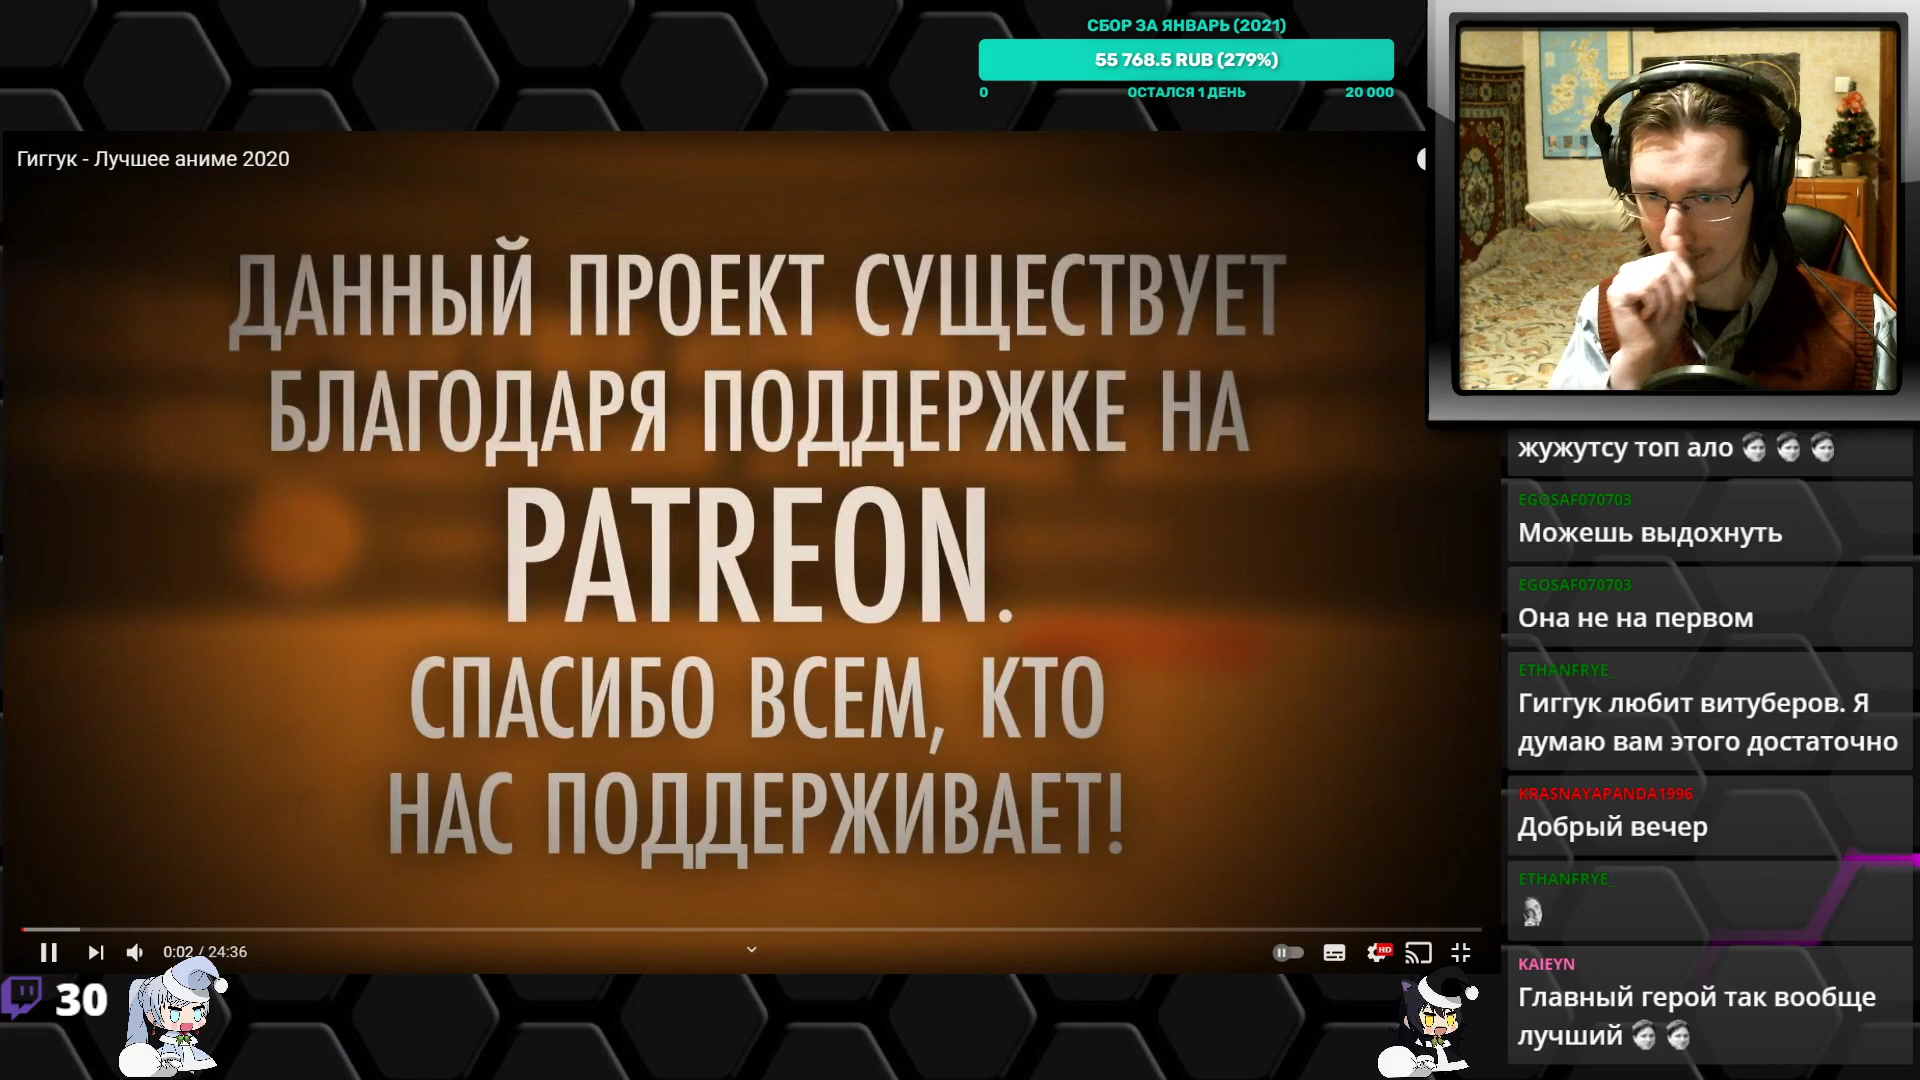 СБОР ЗА ЯНВАРЬ (2021)
55 768.5 RUB (279%)
0 ОСТАЛСЯ 1 ДЕНЬ 20 000
Гиггук - Лучшее аниме 2020
ДАННЫЙ ПРОЕКТ СУЩЕСТВУЕТ
БЛАГОДАРЯ ПОДДЕРЖКЕ НА
PATREON.
СПАСИБО ВСЕМ, КТО
НАС ПОДДЕРЖИВАЕТ!
0:02 / 24:36
HD
30
жужутсу топ ало
EGOSAF070703
Можешь выдохнуть
EGOSAF070703
Она не на первом
ETHANFRYE_
Гиггук любит витуберов. Я
думаю вам этого достаточно
KRASNAYAPANDA1996
Добрый вечер
ETHANFRYE_
KAIEYN
Главный герой так вообще
лучший